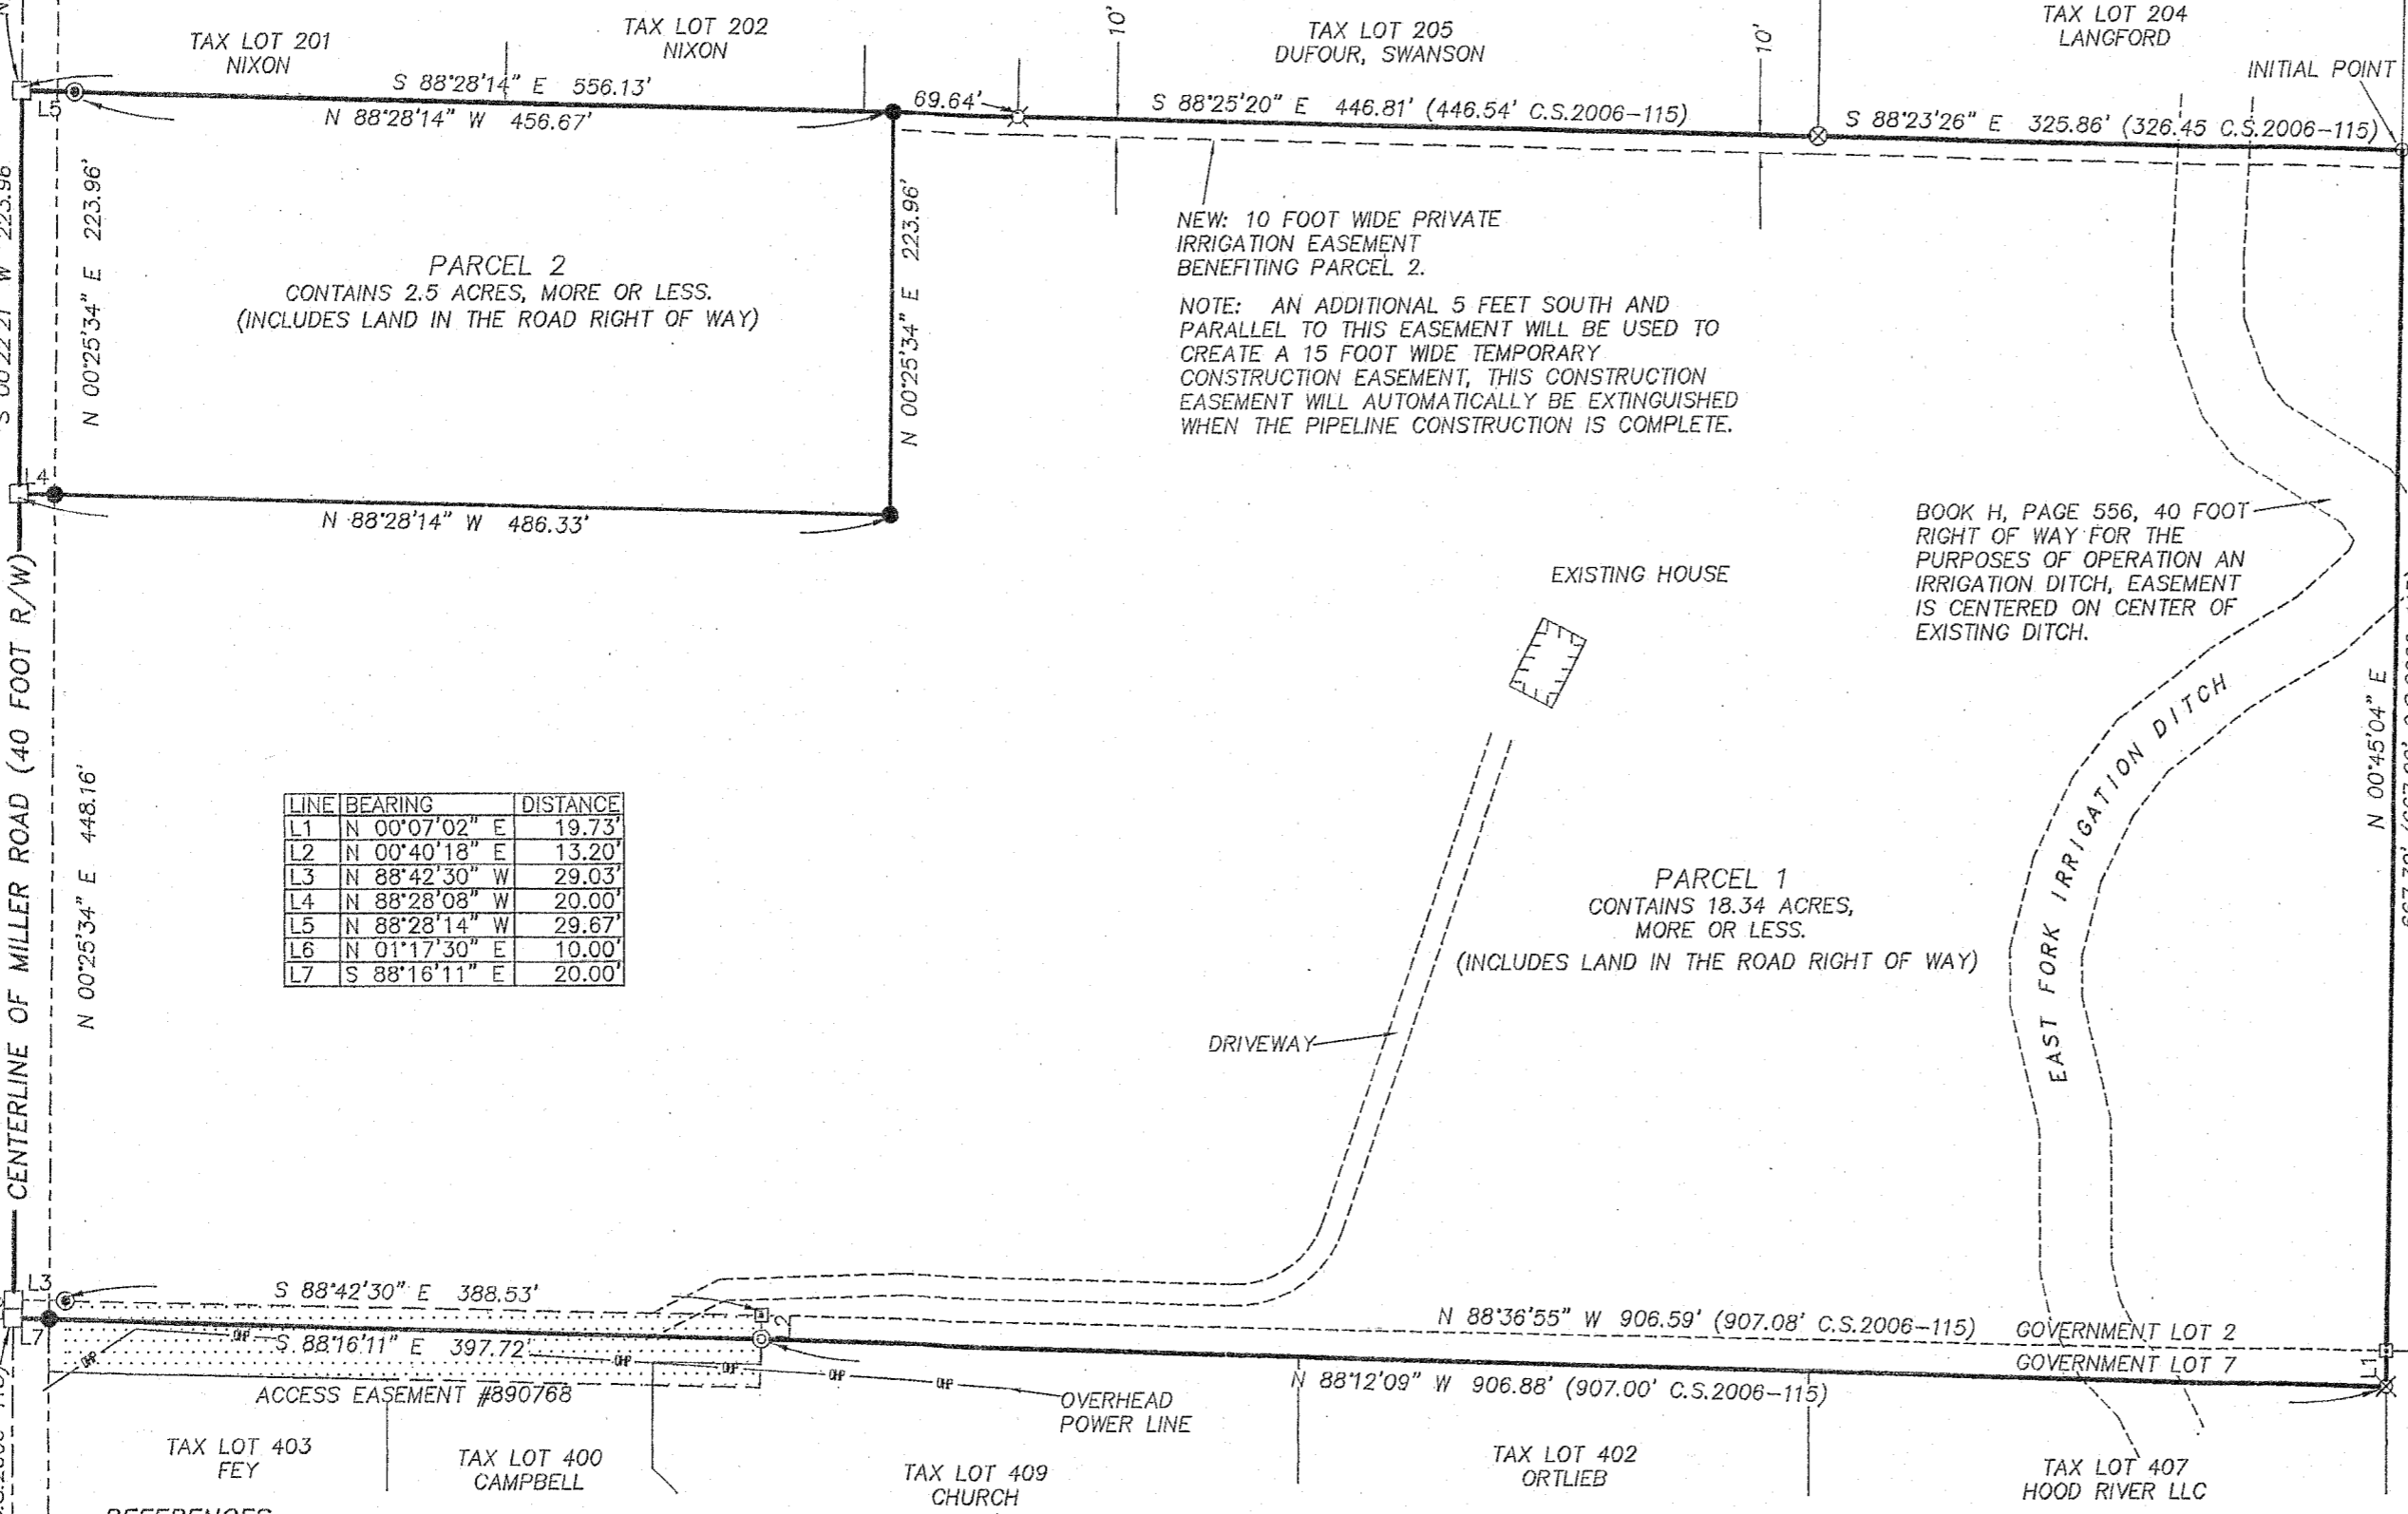 TAX LOT 201
NIXON
TAX LOT 202
NIXON
10'
TAX LOT 205
DUFOUR, SWANSON
10'
TAX LOT 204
LANGFORD
INITIAL POINT
L5
S 88°28'14" E 556.13'
N 88°28'14" W 456.67'
69.64'
S 88°25'20" E 446.81' (446.54' C.S.2006-115)
S 88°23'26" E 325.86' (326.45 C.S.2006-115)
S 00°22'21" W 223.96'
N 00°25'34" E 223.96'
PARCEL 2
CONTAINS 2.5 ACRES, MORE OR LESS.
(INCLUDES LAND IN THE ROAD RIGHT OF WAY)
N 00°25'34" E 223.96'
NEW: 10 FOOT WIDE PRIVATE
IRRIGATION EASEMENT
BENEFITING PARCEL 2.
NOTE: AN ADDITIONAL 5 FEET SOUTH AND
PARALLEL TO THIS EASEMENT WILL BE USED TO
CREATE A 15 FOOT WIDE TEMPORARY
CONSTRUCTION EASEMENT, THIS CONSTRUCTION
EASEMENT WILL AUTOMATICALLY BE EXTINGUISHED
WHEN THE PIPELINE CONSTRUCTION IS COMPLETE.
L4
N 88°28'14" W 486.33'
BOOK H, PAGE 556, 40 FOOT
RIGHT OF WAY FOR THE
PURPOSES OF OPERATION AN
IRRIGATION DITCH, EASEMENT
IS CENTERED ON CENTER OF
EXISTING DITCH.
EXISTING HOUSE
CENTERLINE OF MILLER ROAD (40 FOOT R/W)
N 00°25'34" E 448.16'
LINE BEARING DISTANCE
L1 N 00°07'02" E 19.73'
L2 N 00°40'18" E 13.20'
L3 N 88°42'30" W 29.03'
L4 N 88°28'08" W 20.00'
L5 N 88°28'14" W 29.67'
L6 N 01°17'30" E 10.00'
L7 S 88°16'11" E 20.00'
N 00°45'04" E
EAST FORK IRRIGATION DITCH
PARCEL 1
CONTAINS 18.34 ACRES,
MORE OR LESS.
(INCLUDES LAND IN THE ROAD RIGHT OF WAY)
DRIVEWAY
L3
S 88°42'30" E 388.53'
L7
OHP
OHP
S 88°16'11" E 397.72'
OHP
OHP
OHP
OHP
N 88°36'55" W 906.59' (907.08' C.S.2006-115)
GOVERNMENT LOT 2
GOVERNMENT LOT 7
L1
N 88°12'09" W 906.88' (907.00' C.S.2006-115)
ACCESS EASEMENT #890768
OVERHEAD
POWER LINE
TAX LOT 403
FEY
TAX LOT 400
CAMPBELL
TAX LOT 409
CHURCH
TAX LOT 402
ORTLIEB
TAX LOT 407
HOOD RIVER LLC
REFERENCES